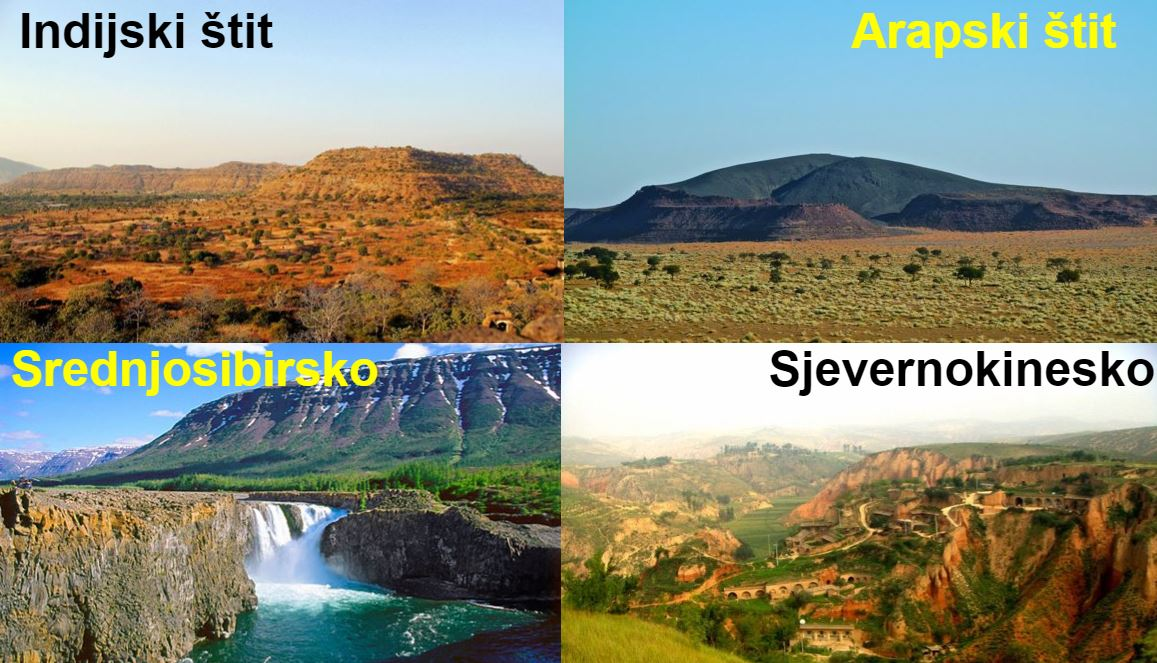 Indijski štit
Arapski štit
Srednjosibirsko
Sjevernokinesko